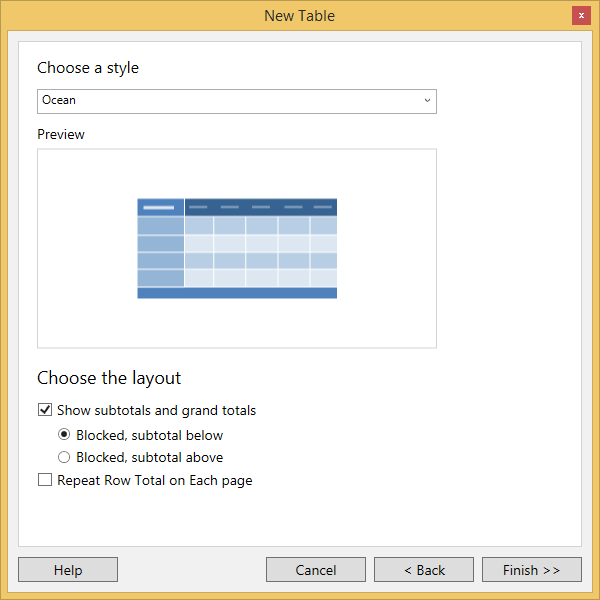 New Table
x
Choose a style
Ocean
Preview
Choose the layout
Show subtotals and grand totals
Blocked, subtotal below
Blocked, subtotal above
Repeat Row Total on Each page
Help
Cancel
< Back
Finish >>